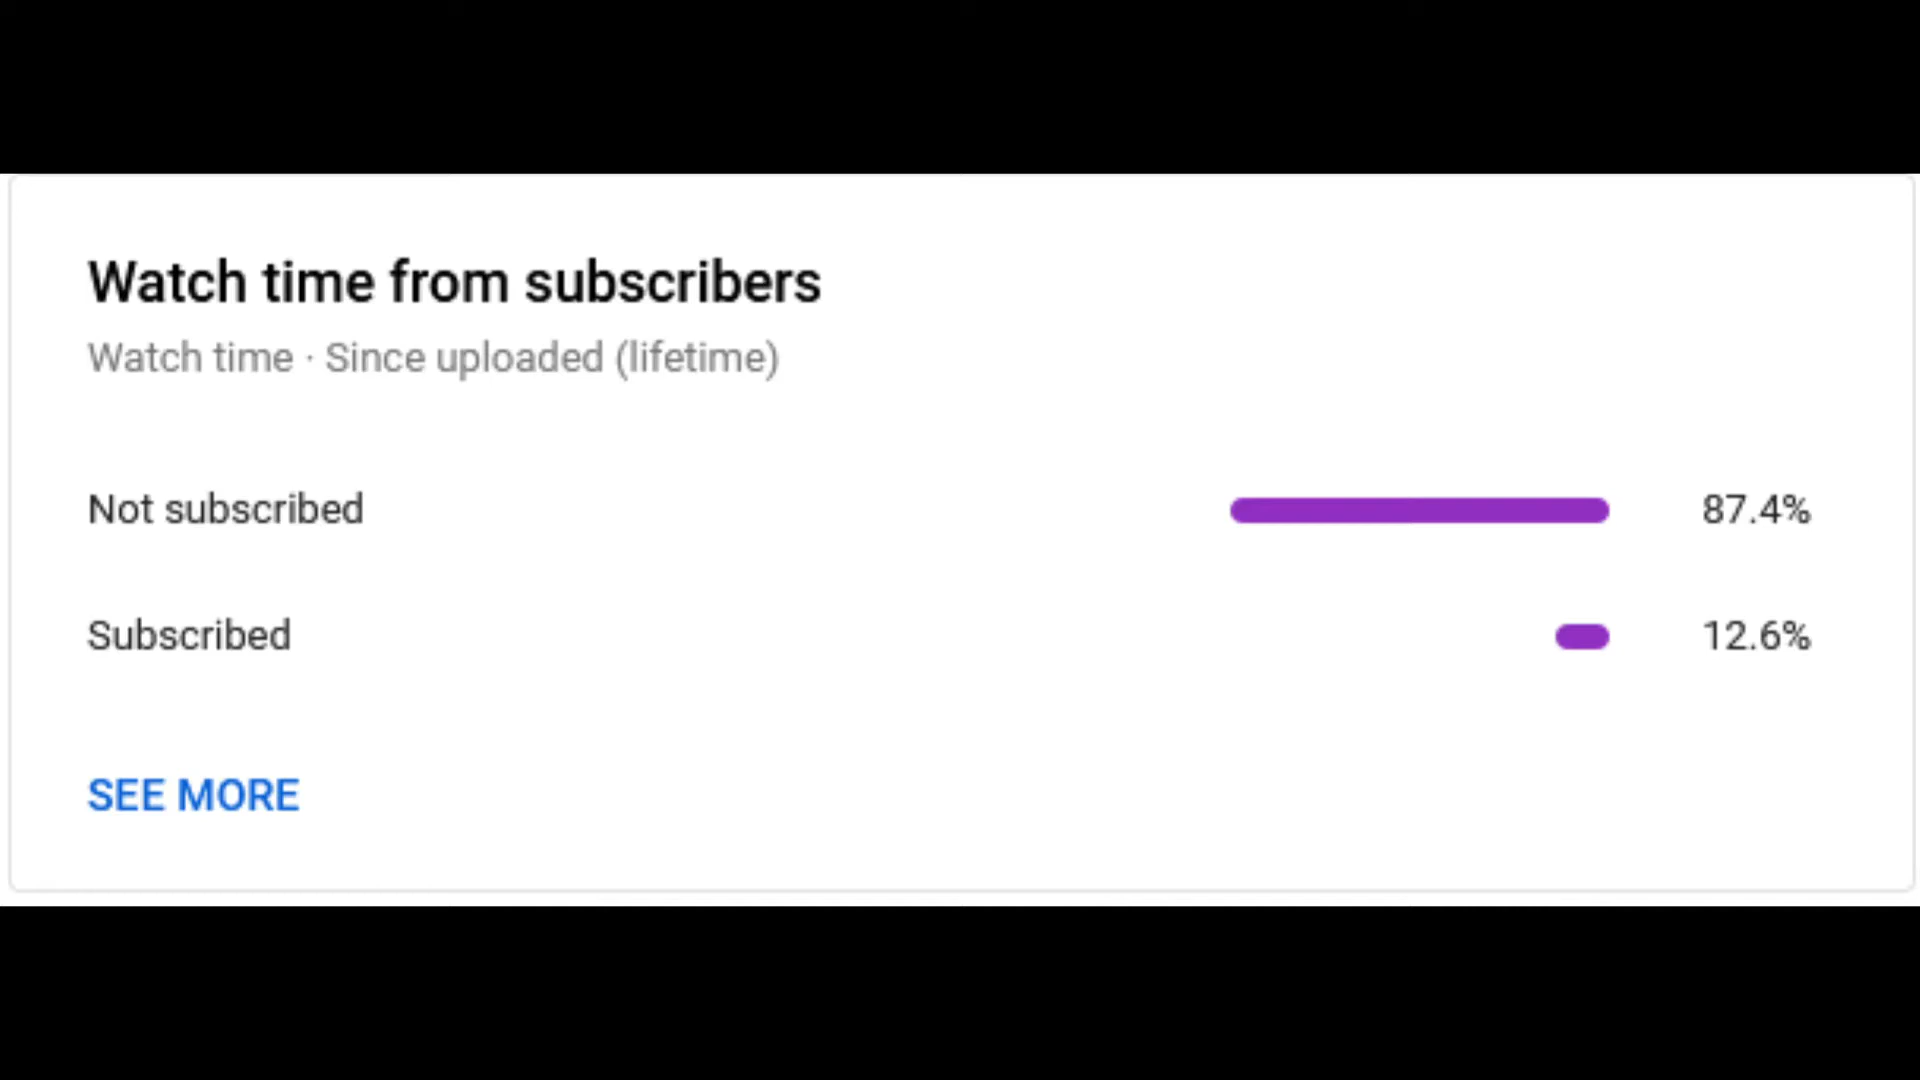 Watch time from subscribers
Watch time · Since uploaded (lifetime)
Not subscribed 87.4%
Subscribed 12.6%
SEE MORE